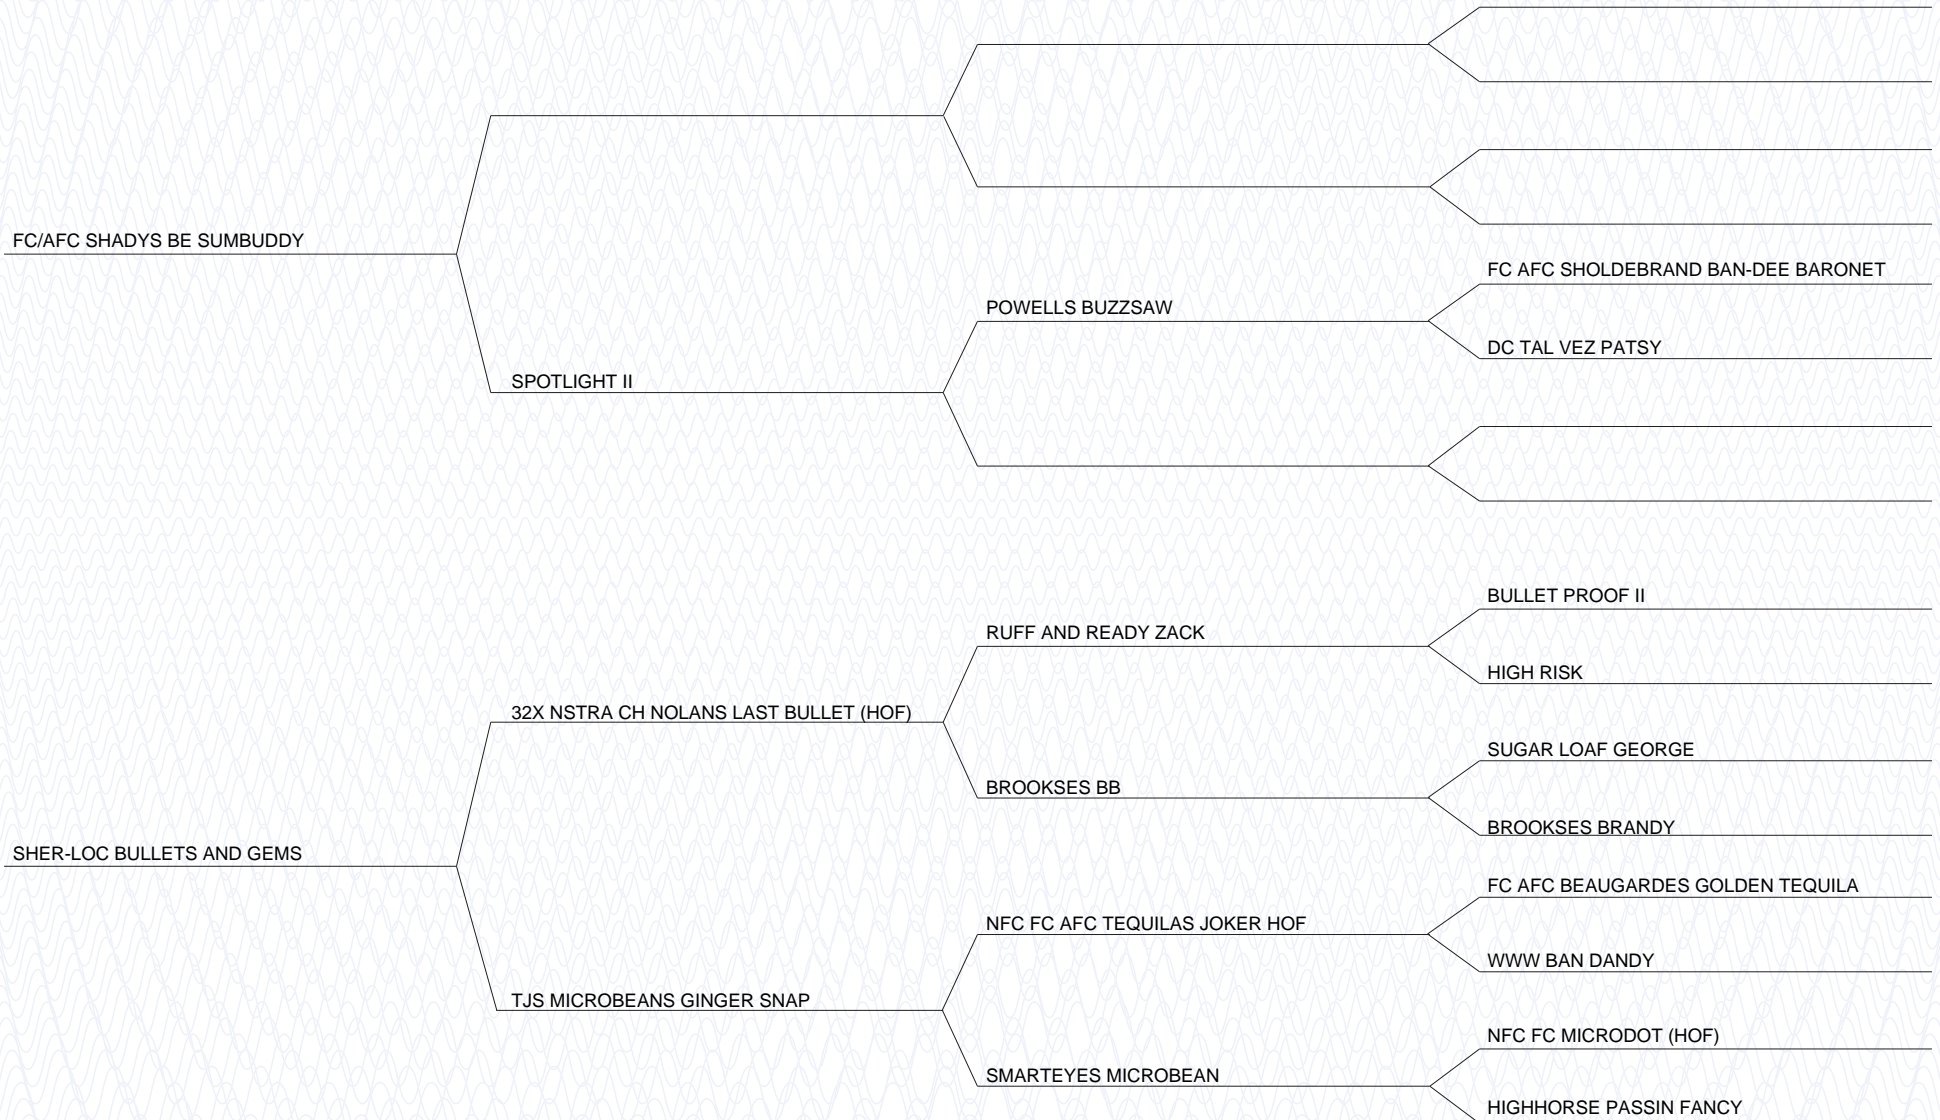 FC/AFC SHADYS BE SUMBUDDY
FC AFC SHOLDEBRAND BAN-DEE BARONET
POWELLS BUZZSAW
DC TAL VEZ PATSY
SPOTLIGHT II
BULLET PROOF II
RUFF AND READY ZACK
HIGH RISK
32X NSTRA CH NOLANS LAST BULLET (HOF)
SUGAR LOAF GEORGE
BROOKSES BB
BROOKSES BRANDY
SHER-LOC BULLETS AND GEMS
FC AFC BEAUGARDES GOLDEN TEQUILA
NFC FC AFC TEQUILAS JOKER HOF
WWW BAN DANDY
TJS MICROBEANS GINGER SNAP
NFC FC MICRODOT (HOF)
SMARTEYES MICROBEAN
HIGHHORSE PASSIN FANCY